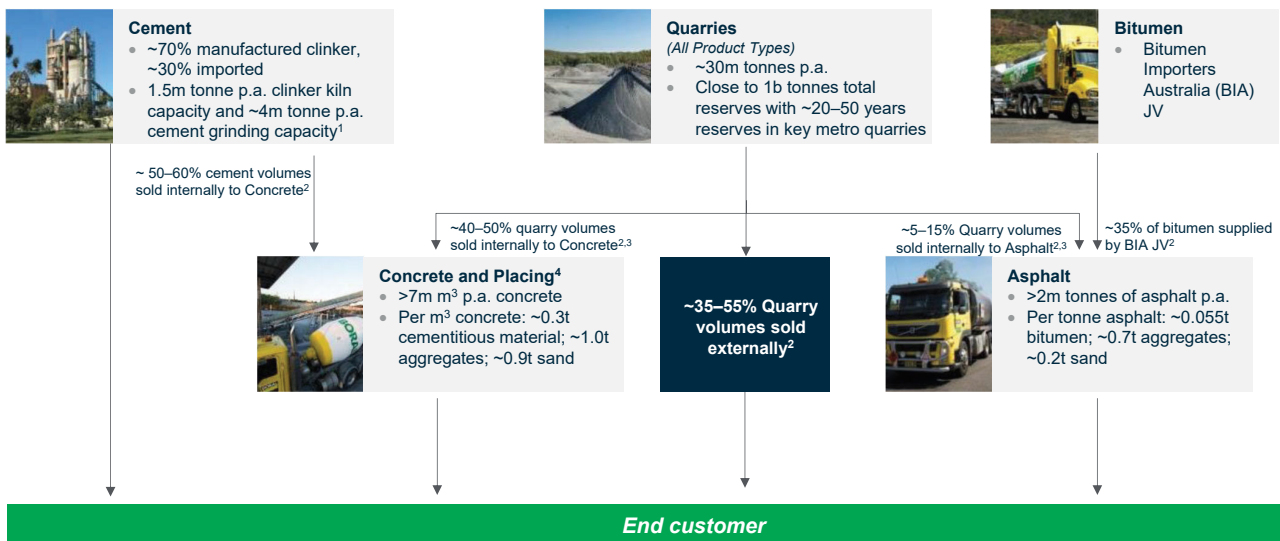 Cement
● ~70% manufactured clinker,
~30% imported
● 1.5m tonne p.a. clinker kiln
capacity and ~4m tonne p.a.
cement grinding capacity¹
Quarries
(All Product Types)
● ~30m tonnes p.a.
● Close to 1b tonnes total
reserves with ~20–50 years
reserves in key metro quarries
Bitumen
● Bitumen
Importers
Australia (BIA)
JV
~ 50–60% cement volumes
sold internally to Concrete²
~40–50% quarry volumes
sold internally to Concrete²,³
~5–15% Quarry volumes
sold internally to Asphalt²,³
~35% of bitumen supplied
by BIA JV²
Concrete and Placing⁴
● >7m m³ p.a. concrete
● Per m³ concrete: ~0.3t
cementitious material; ~1.0t
aggregates; ~0.9t sand
~35–55% Quarry
volumes sold
externally²
Asphalt
● >2m tonnes of asphalt p.a.
● Per tonne asphalt: ~0.055t
bitumen; ~0.7t aggregates;
~0.2t sand
End customer